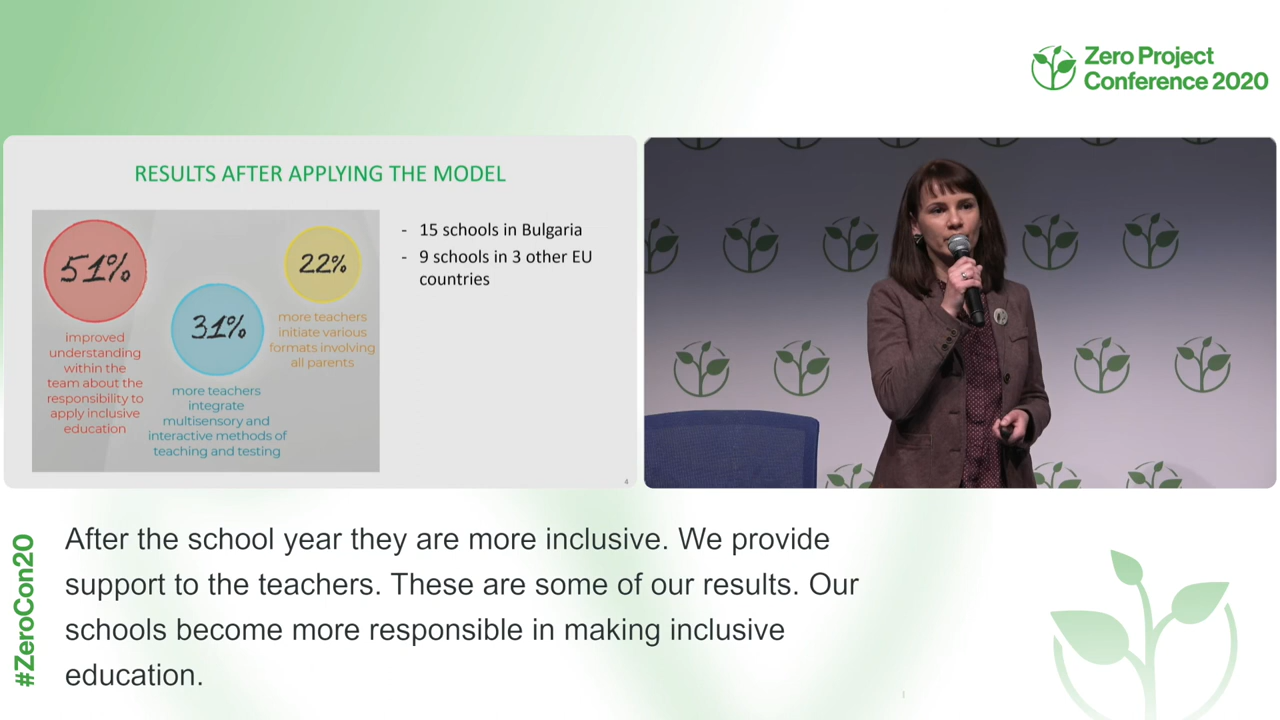 Zero Project
Conference 2020
RESULTS AFTER APPLYING THE MODEL
51%
improved
understanding
within the
team about the
responsibility to
apply inclusive
education
31%
more teachers
integrate
multisensory and
interactive methods of
teaching and testing
22%
more teachers
initiate various
formats involving
all parents
- 15 schools in Bulgaria
- 9 schools in 3 other EU
countries
4
#ZeroCon20
After the school year they are more inclusive. We provide
support to the teachers. These are some of our results. Our
schools become more responsible in making inclusive
education.
1